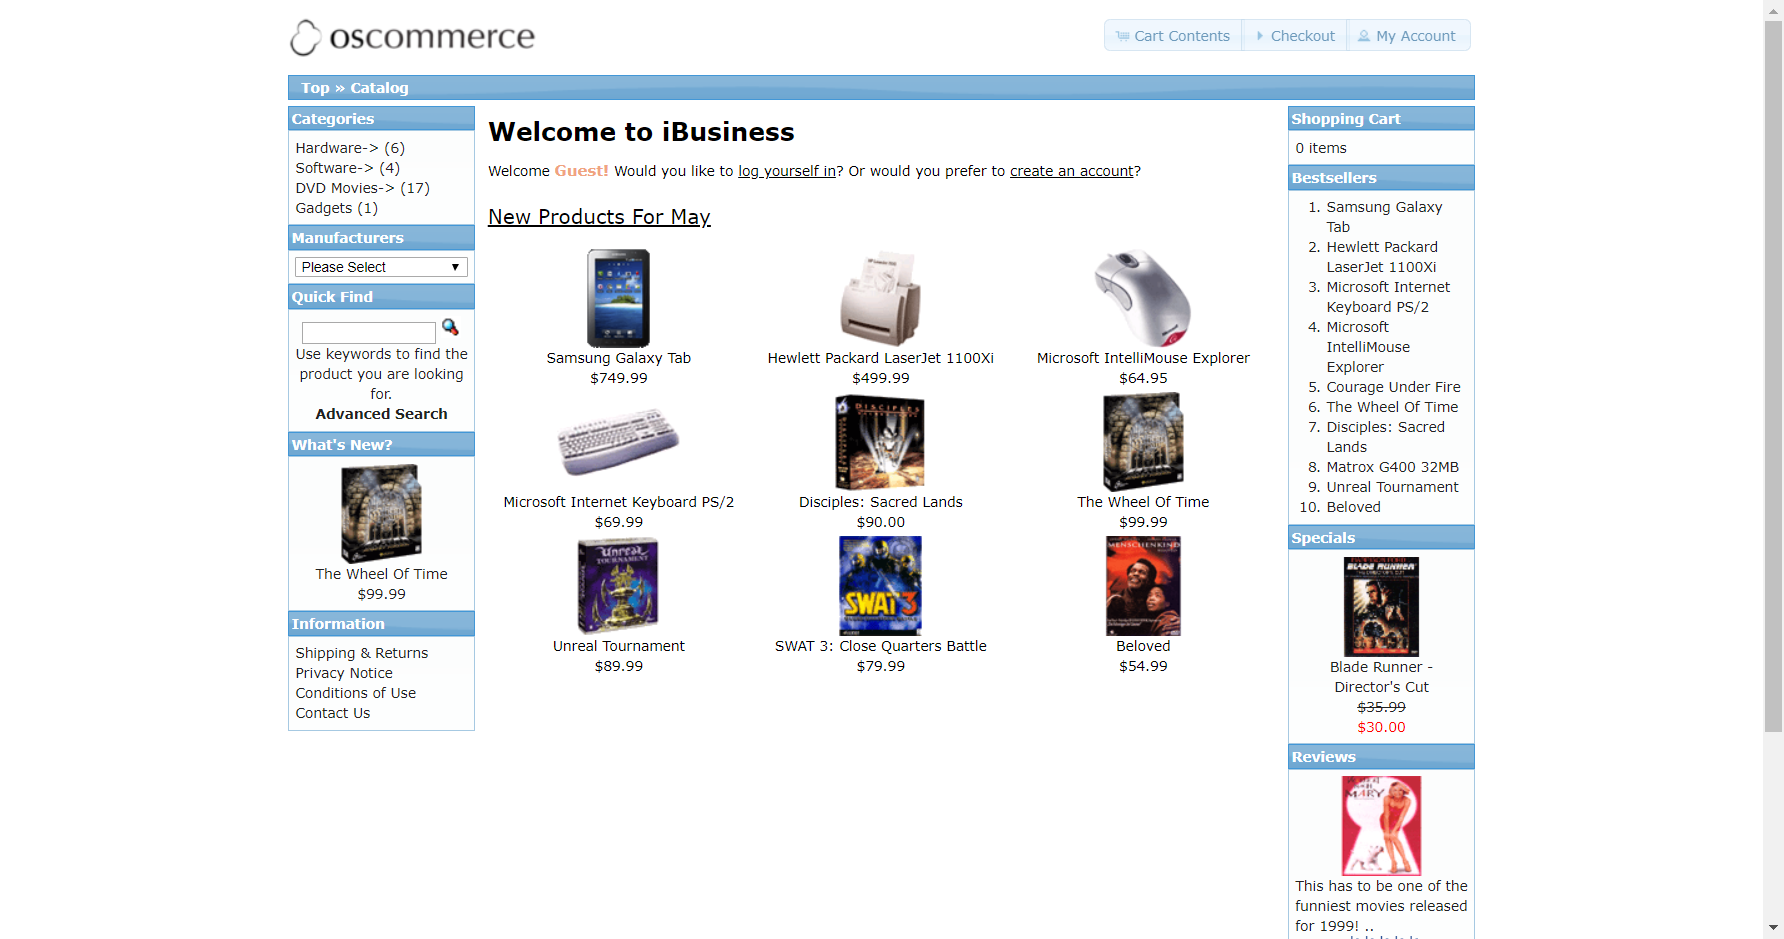 oscommerce
Cart Contents
Checkout
My Account
Top » Catalog
Categories
Hardware-> (6)
Software-> (4)
DVD Movies-> (17)
Gadgets (1)
Manufacturers
Please Select
Quick Find
Use keywords to find the
product you are looking
for.
Advanced Search
What's New?
The Wheel Of Time
$99.99
Information
Shipping & Returns
Privacy Notice
Conditions of Use
Contact Us
Welcome to iBusiness
Welcome Guest! Would you like to log yourself in? Or would you prefer to create an account?
New Products For May
Samsung Galaxy Tab
$749.99
Hewlett Packard LaserJet 1100Xi
$499.99
Microsoft IntelliMouse Explorer
$64.95
Microsoft Internet Keyboard PS/2
$69.99
DISCIPLES
Disciples: Sacred Lands
$90.00
The Wheel Of Time
$99.99
Unreal
TOURNAMENT
Unreal Tournament
$89.99
SWAT 3
SWAT 3: Close Quarters Battle
$79.99
MENSCHENKIND
Beloved
$54.99
Shopping Cart
0 items
Bestsellers
1. Samsung Galaxy
Tab
2. Hewlett Packard
LaserJet 1100Xi
3. Microsoft Internet
Keyboard PS/2
4. Microsoft
IntelliMouse
Explorer
5. Courage Under Fire
6. The Wheel Of Time
7. Disciples: Sacred
Lands
8. Matrox G400 32MB
9. Unreal Tournament
10. Beloved
Specials
BLADE RUNNER
Blade Runner -
Director's Cut
$35.99
$30.00
Reviews
MARY
This has to be one of the
funniest movies released
for 1999! ..